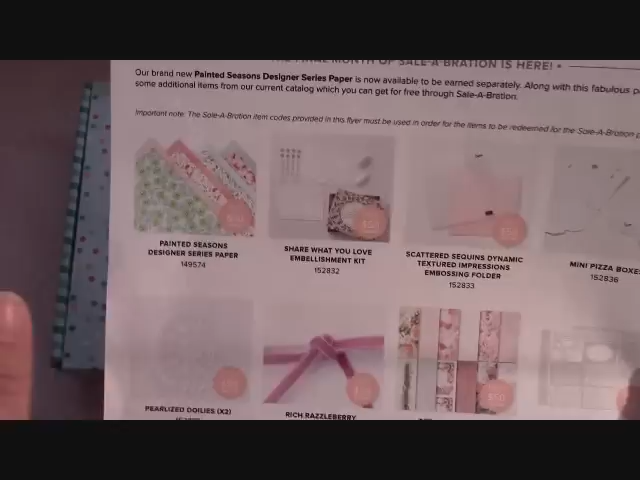 THE FINAL MONTH OF SALE-A-BRATION IS HERE! •
Our brand new Painted Seasons Designer Series Paper is now available to be earned separately. Along with this fabulous
some additional items from our current catalog which you can get for free through Sale-A-Bration.
Important note: The Sale-A-Bration item codes provided in this flyer must be used in order for the items to be redeemed for the Sale-A-Bration
PAINTED SEASONS
DESIGNER SERIES PAPER
149574
SHARE WHAT YOU LOVE
EMBELLISHMENT KIT
152832
SCATTERED SEQUINS DYNAMIC
TEXTURED IMPRESSIONS
EMBOSSING FOLDER
152833
MINI PIZZA BOXES
152836
PEARLIZED DOILIES (X2)
RICH RAZZLEBERRY